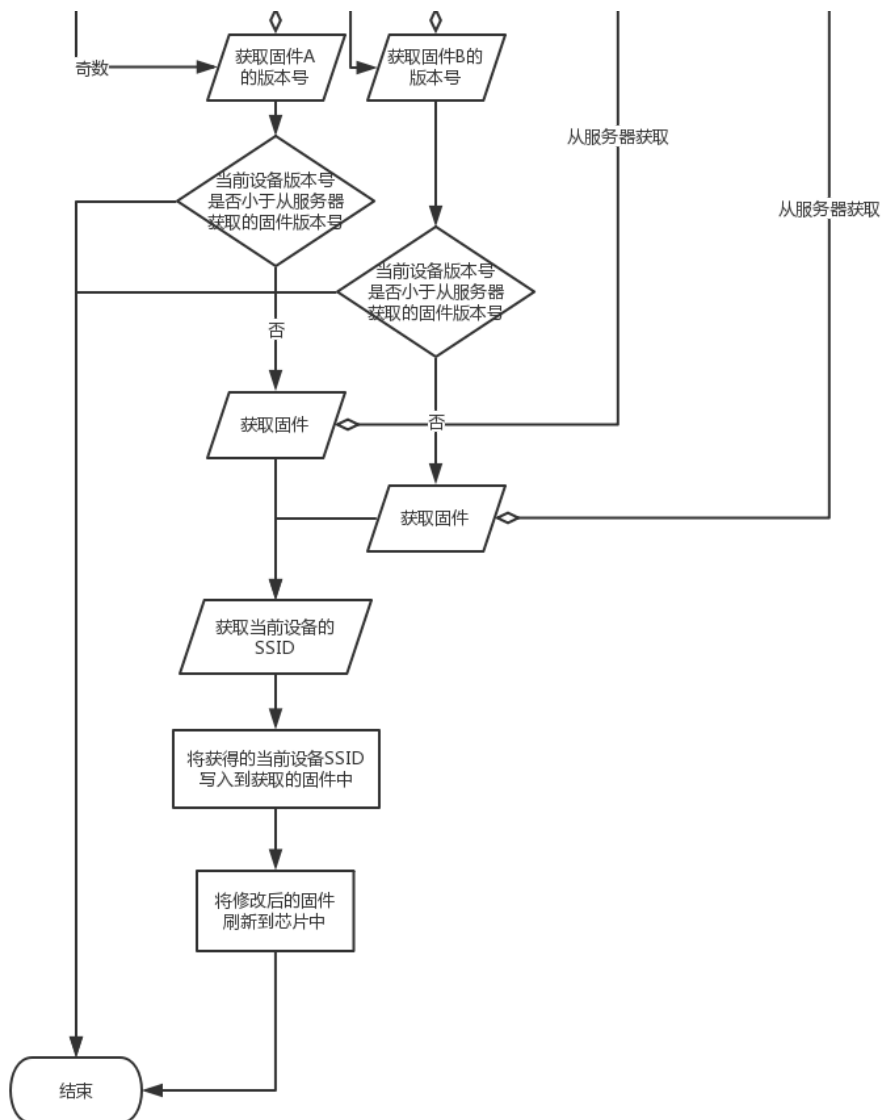 奇数
获取固件A
的版本号
获取固件B的
版本号
从服务器获取
从服务器获取
当前设备版本号
是否小于从服务器
获取的固件版本号
当前设备版本号
是否小于从服务器
获取的固件版本号
否
获取固件
否
获取固件
获取当前设备的
SSID
将获得的当前设备SSID
写入到获取的固件中
将修改后的固件
刷新到芯片中
结束